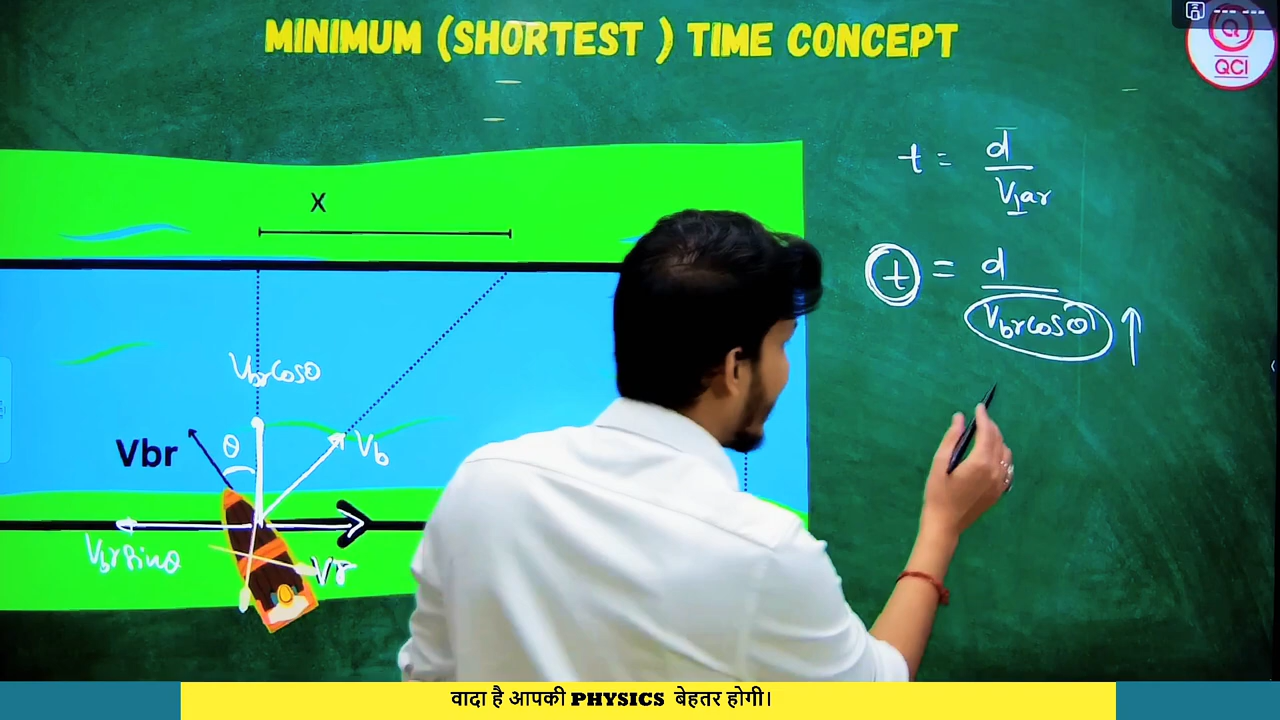 MINIMUM (SHORTEST ) TIME CONCEPT
QCI
t = d / V⊥ar
X
t = d / Vbrcosθ ↑
Vbrcosθ
Vbr
θ
Vb
Vbrsinθ
Vr
वादा है आपकी PHYSICS बेहतर होगी।